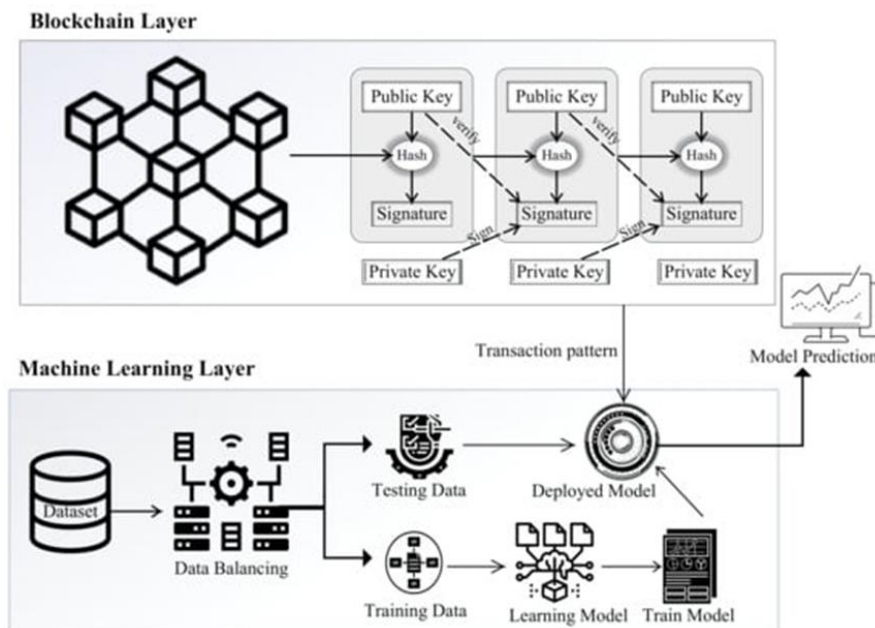 Blockchain Layer
Public Key
Public Key
Public Key
verify
verify
Hash
Hash
Hash
Signature
Signature
Signature
Sign
Sign
Private Key
Private Key
Private Key
Transaction pattern
Model Prediction
Machine Learning Layer
Dataset
Data Balancing
Testing Data
Deployed Model
Training Data
Learning Model
Train Model